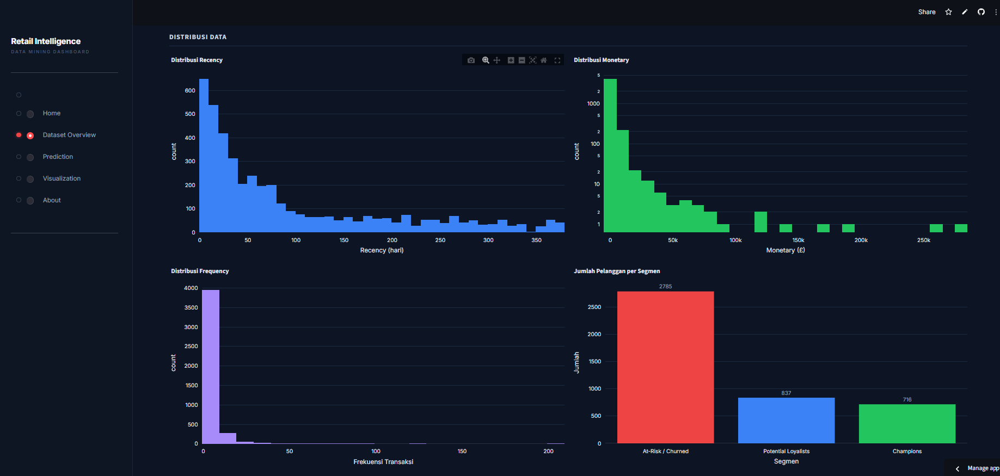 Share
Retail Intelligence
DATA MINING DASHBOARD
Home
Dataset Overview
Prediction
Visualization
About
DISTRIBUSI DATA
Distribusi Recency
600
500
400
300
200
100
0
count
0 50 100 150 200 250 300 350
Recency (hari)
Distribusi Monetary
5
2
1000
5
2
100
5
2
10
5
2
1
count
0 50k 100k 150k 200k 250k
Monetary (£)
Distribusi Frequency
4000
3500
3000
2500
2000
1500
1000
500
0
count
0 50 100 150 200
Frekuensi Transaksi
Jumlah Pelanggan per Segmen
2785
837
716
2500
2000
1500
1000
500
0
Jumlah
At-Risk / Churned Potential Loyalists Champions
Segmen
Manage app